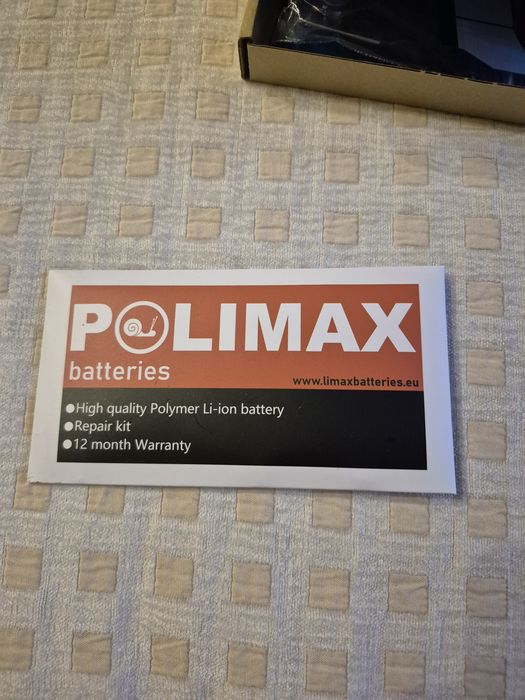 POLIMAX
batteries
www.limaxbatteries.eu
●High quality Polymer Li-ion battery
●Repair kit
●12 month Warranty